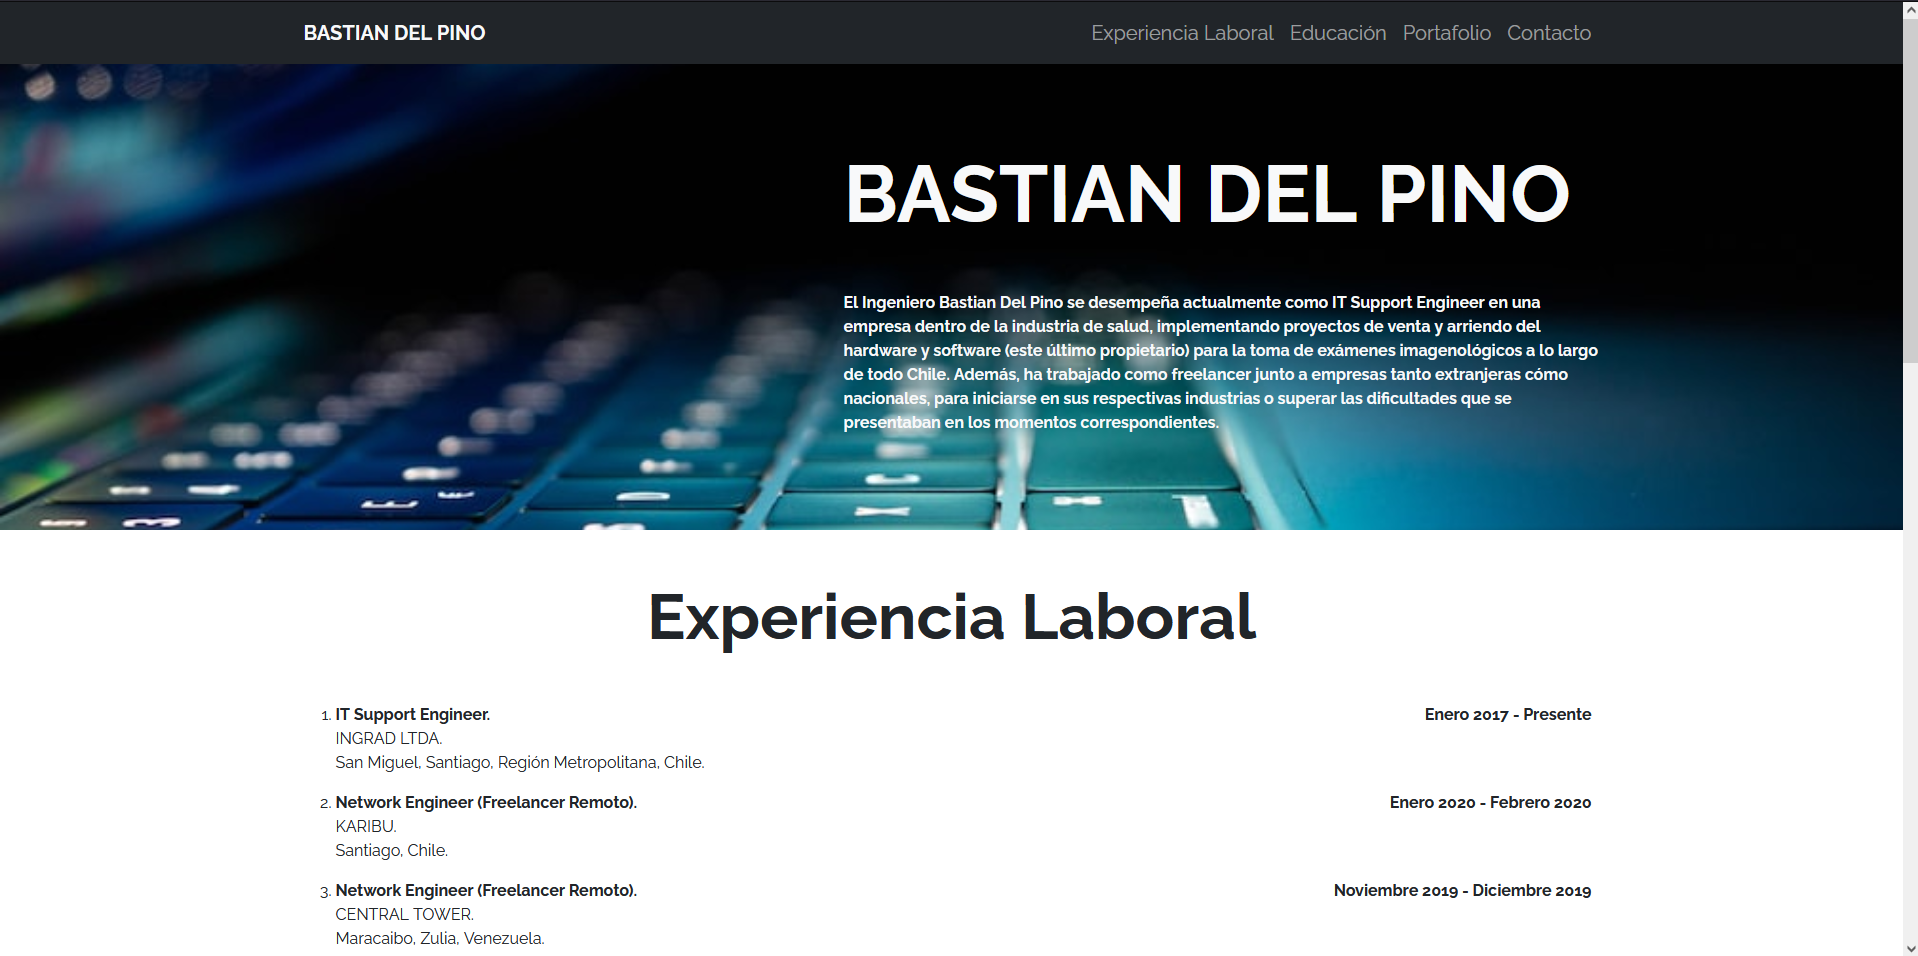 BASTIAN DEL PINO
Experiencia Laboral Educación Portafolio Contacto
BASTIAN DEL PINO
El Ingeniero Bastian Del Pino se desempeña actualmente como IT Support Engineer en una
empresa dentro de la industria de salud, implementando proyectos de venta y arriendo del
hardware y software (este último propietario) para la toma de exámenes imagenológicos a lo largo
de todo Chile. Además, ha trabajado como freelancer junto a empresas tanto extranjeras cómo
nacionales, para iniciarse en sus respectivas industrias o superar las dificultades que se
presentaban en los momentos correspondientes.
Experiencia Laboral
1. IT Support Engineer. Enero 2017 - Presente
INGRAD LTDA.
San Miguel, Santiago, Región Metropolitana, Chile.
2. Network Engineer (Freelancer Remoto). Enero 2020 - Febrero 2020
KARIBU.
Santiago, Chile.
3. Network Engineer (Freelancer Remoto). Noviembre 2019 - Diciembre 2019
CENTRAL TOWER.
Maracaibo, Zulia, Venezuela.